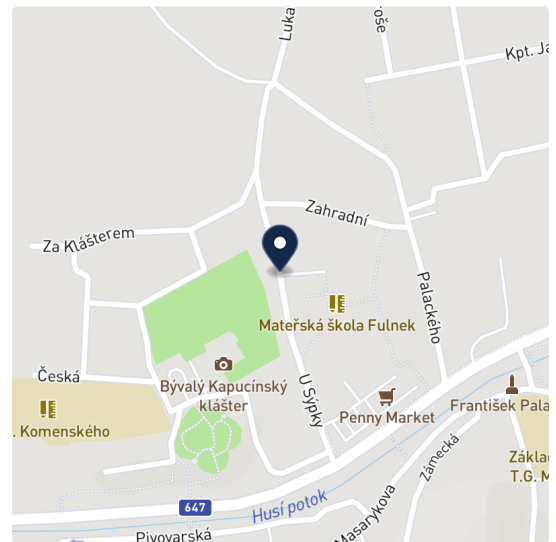 Luka
oše
Kpt. Ja
Zahradní
Za Klášterem
Palackého
Mateřská škola Fulnek
Česká
Bývalý Kapucínský
klášter
U Sýpky
Penny Market
František Pala
. Komenského
Zámecká
Základ
T.G. M
647
Husí potok
Masarykova
Pivovarská